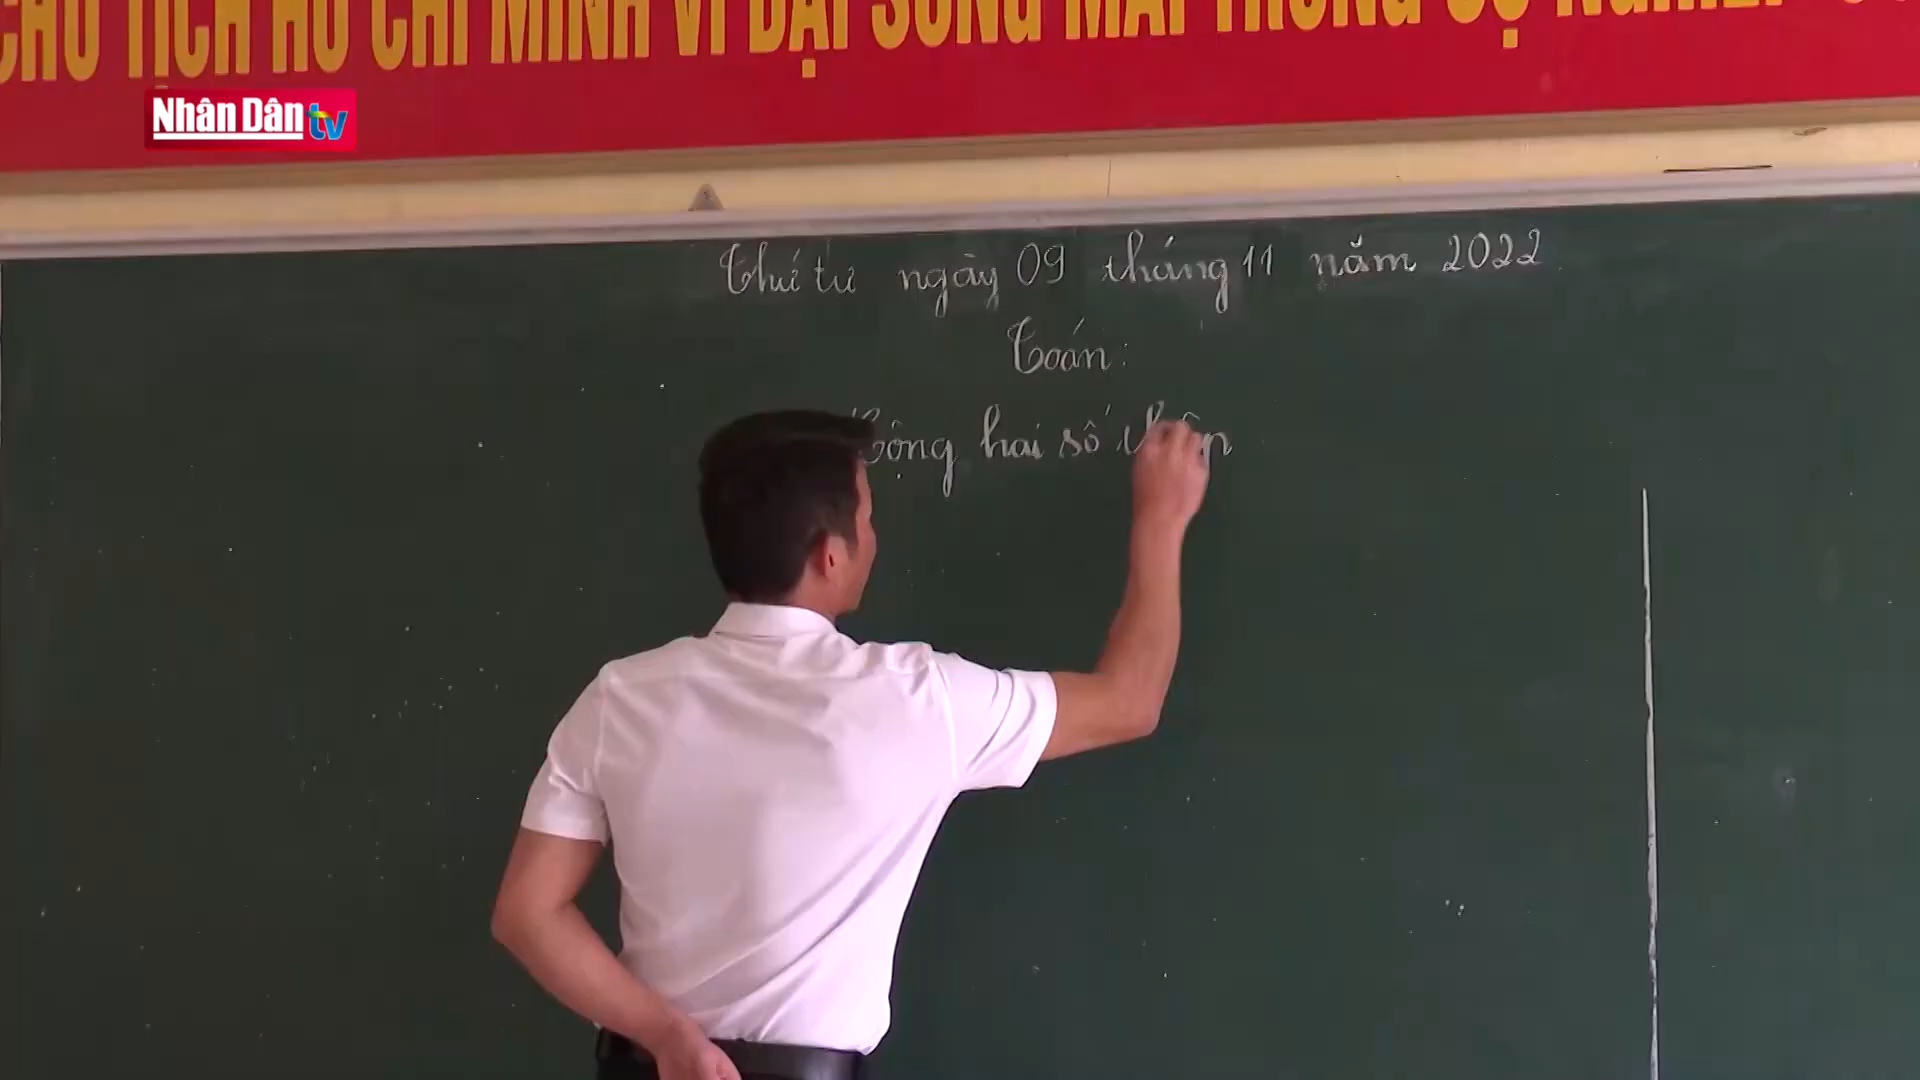 CHỦ TỊCH HỒ CHÍ MINH VĨ ĐẠI SỐNG MÃI TRONG SỰ NGHIỆP
Nhân Dân tv
Thứ tư ngày 09 tháng 11 năm 2022
Toán:
Cộng hai số thập